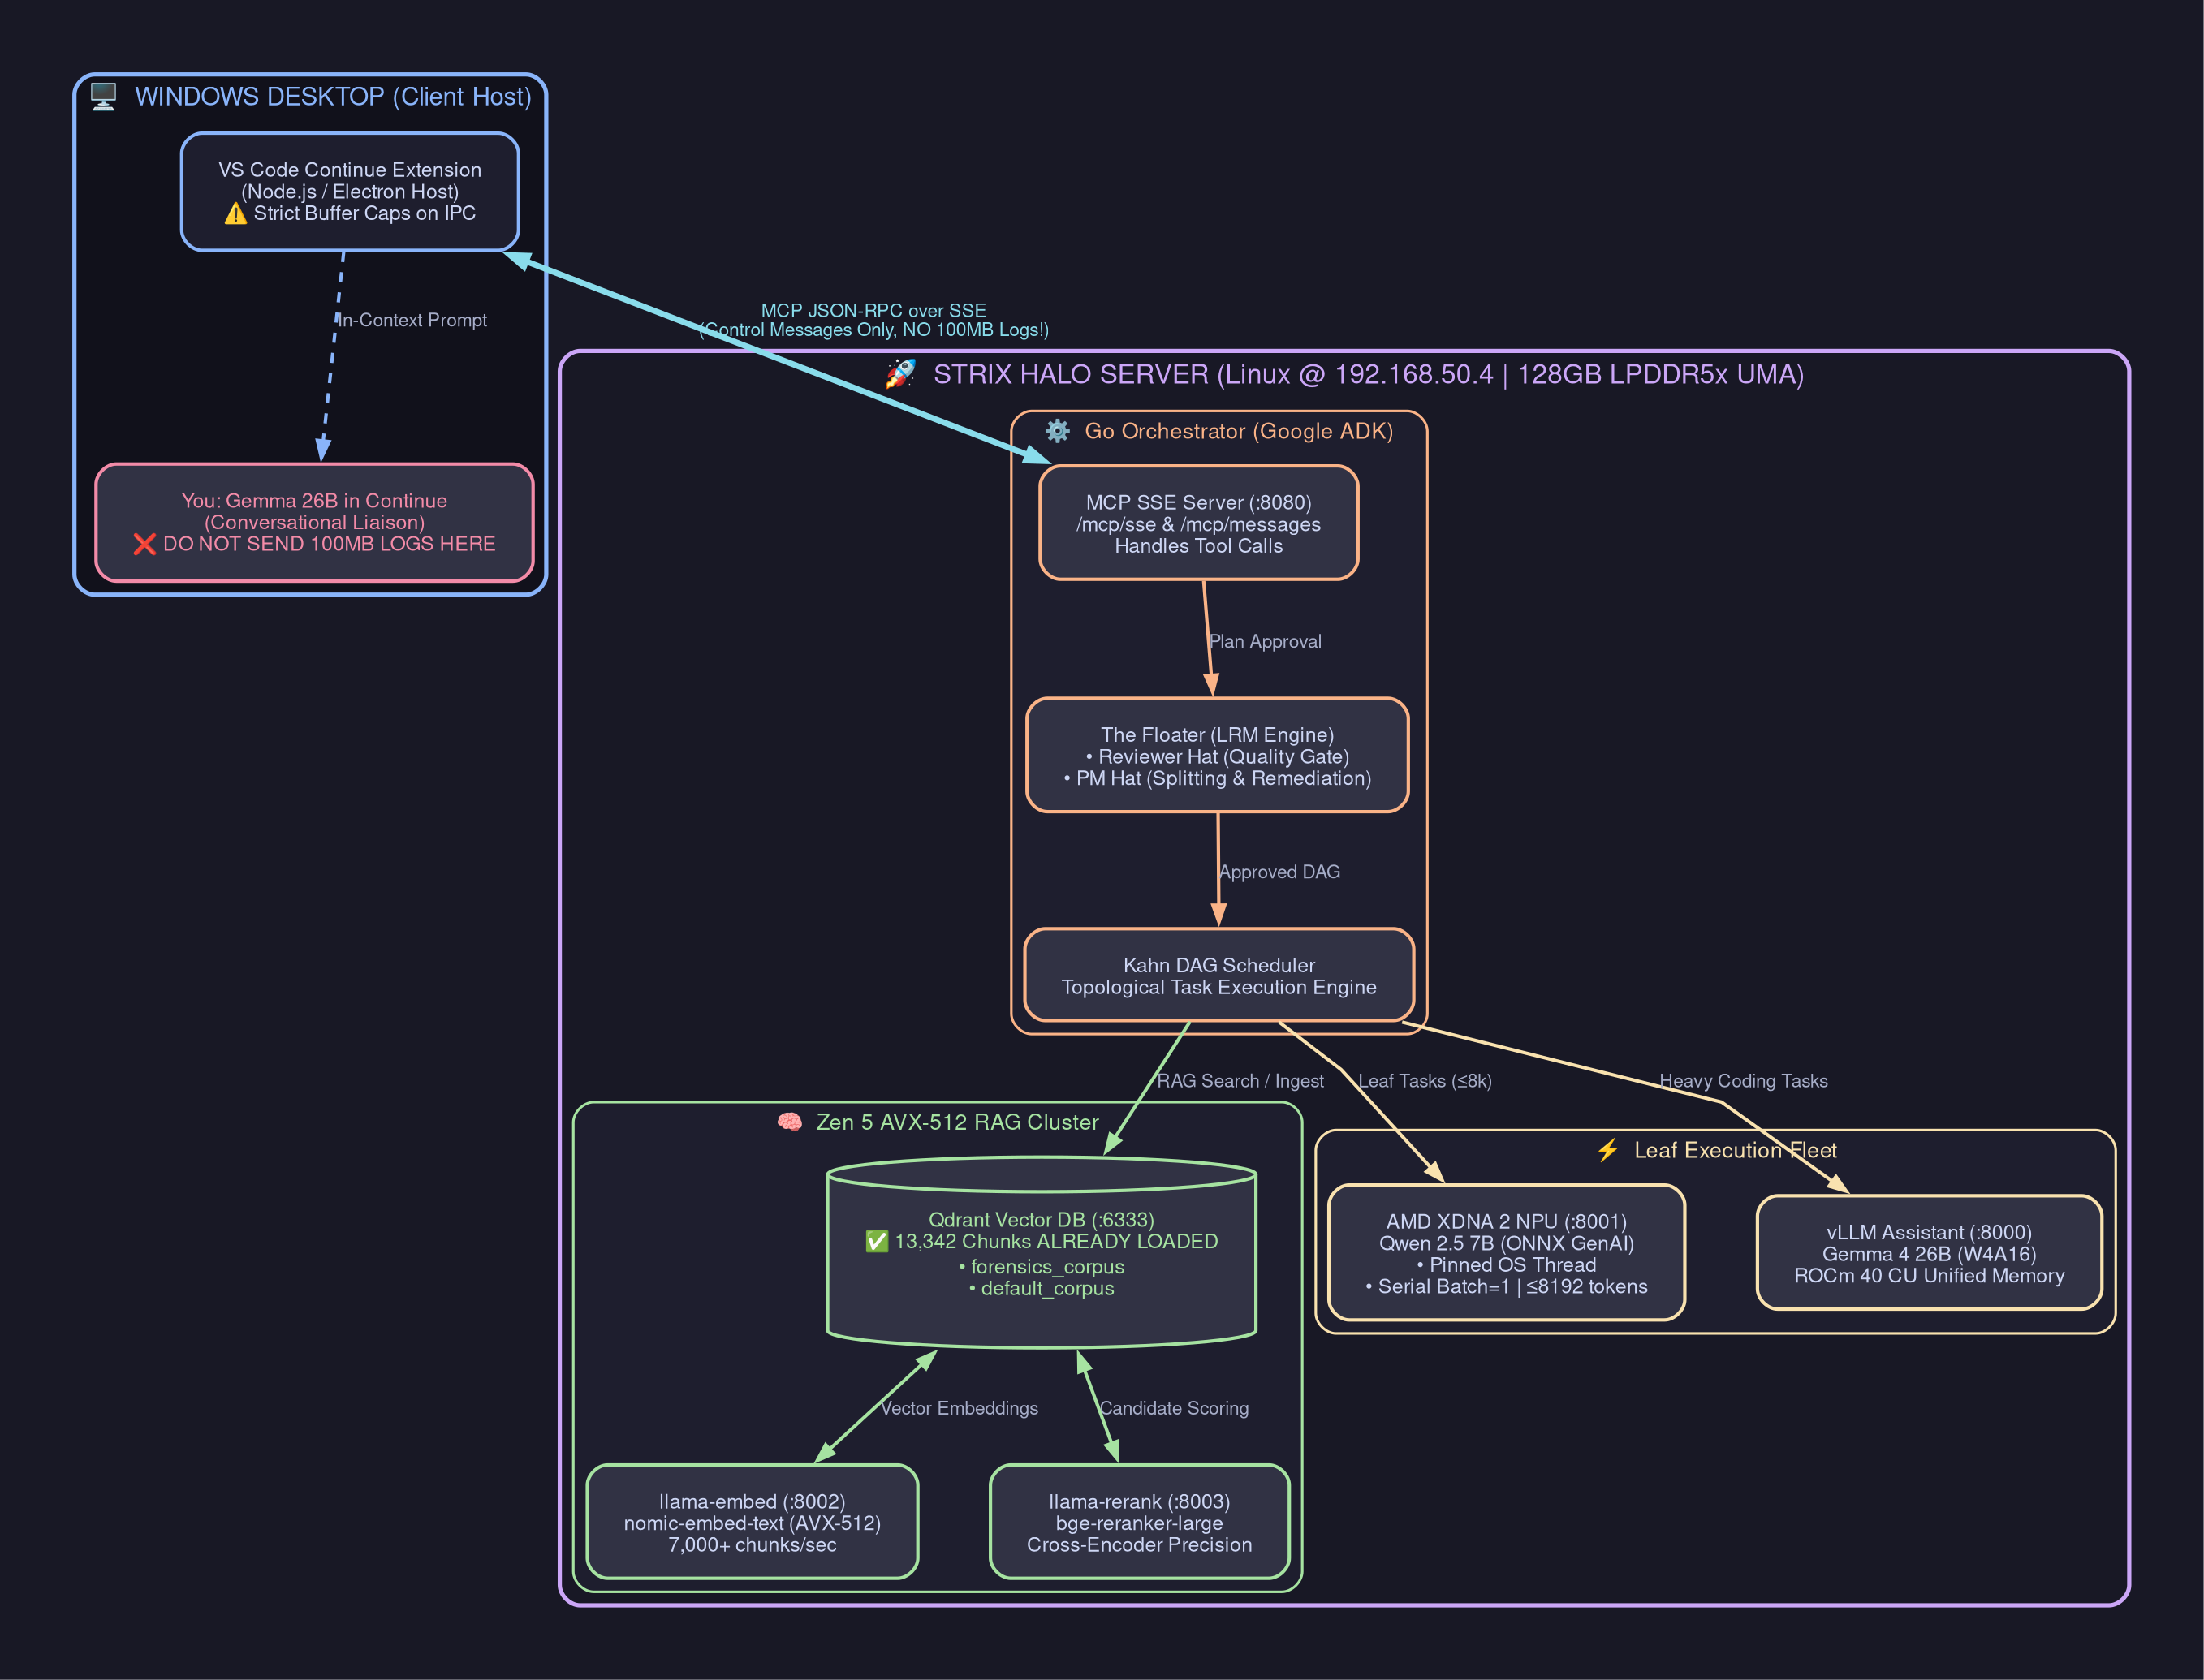 🖥️ WINDOWS DESKTOP (Client Host)
VS Code Continue Extension
(Node.js / Electron Host)
⚠️ Strict Buffer Caps on IPC
In-Context Prompt
You: Gemma 26B in Continue
(Conversational Liaison)
❌ DO NOT SEND 100MB LOGS HERE
MCP JSON-RPC over SSE
(Control Messages Only, NO 100MB Logs!)
🚀 STRIX HALO SERVER (Linux @ 192.168.50.4 | 128GB LPDDR5x UMA)
⚙️ Go Orchestrator (Google ADK)
MCP SSE Server (:8080)
/mcp/sse & /mcp/messages
Handles Tool Calls
Plan Approval
The Floater (LRM Engine)
• Reviewer Hat (Quality Gate)
• PM Hat (Splitting & Remediation)
Approved DAG
Kahn DAG Scheduler
Topological Task Execution Engine
RAG Search / Ingest
Leaf Tasks (≤8k)
Heavy Coding Tasks
🧠 Zen 5 AVX-512 RAG Cluster
Qdrant Vector DB (:6333)
✅ 13,342 Chunks ALREADY LOADED
• forensics_corpus
• default_corpus
Vector Embeddings
Candidate Scoring
llama-embed (:8002)
nomic-embed-text (AVX-512)
7,000+ chunks/sec
llama-rerank (:8003)
bge-reranker-large
Cross-Encoder Precision
⚡ Leaf Execution Fleet
AMD XDNA 2 NPU (:8001)
Qwen 2.5 7B (ONNX GenAI)
• Pinned OS Thread
• Serial Batch=1 | ≤8192 tokens
vLLM Assistant (:8000)
Gemma 4 26B (W4A16)
ROCm 40 CU Unified Memory